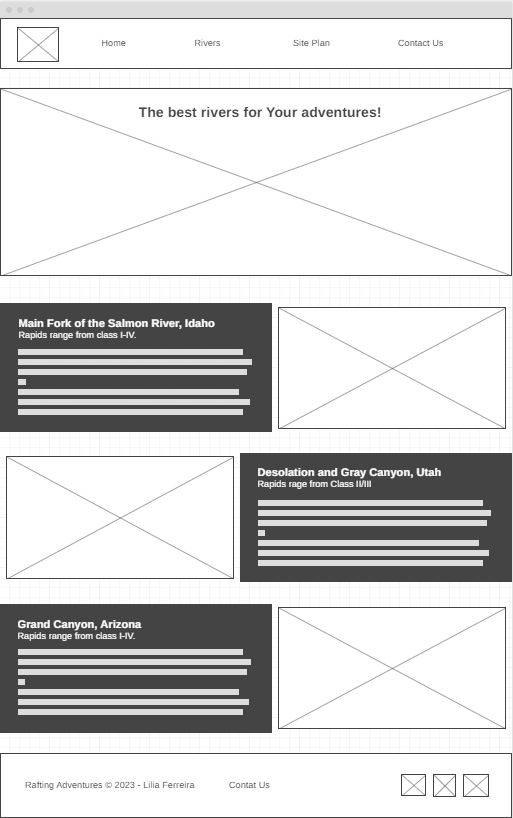 Home
Rivers
Site Plan
Contact Us
The best rivers for Your adventures!
Main Fork of the Salmon River, Idaho
Rapids range from class I-IV.
Desolation and Gray Canyon, Utah
Rapids rage from Class II/III
Grand Canyon, Arizona
Rapids range from class I-IV.
Rafting Adventures © 2023 - Lilia Ferreira
Contat Us